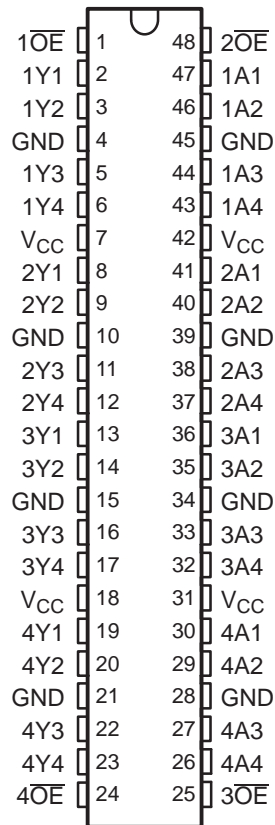 1O̅E̅ 1 48 2O̅E̅
1Y1 2 47 1A1
1Y2 3 46 1A2
GND 4 45 GND
1Y3 5 44 1A3
1Y4 6 43 1A4
VCC 7 42 VCC
2Y1 8 41 2A1
2Y2 9 40 2A2
GND 10 39 GND
2Y3 11 38 2A3
2Y4 12 37 2A4
3Y1 13 36 3A1
3Y2 14 35 3A2
GND 15 34 GND
3Y3 16 33 3A3
3Y4 17 32 3A4
VCC 18 31 VCC
4Y1 19 30 4A1
4Y2 20 29 4A2
GND 21 28 GND
4Y3 22 27 4A3
4Y4 23 26 4A4
4O̅E̅ 24 25 3O̅E̅